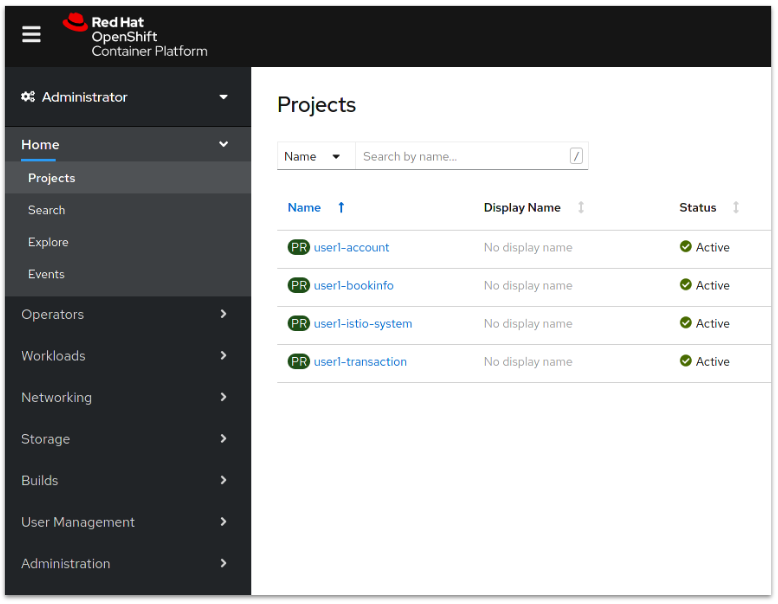 Red Hat
OpenShift
Container Platform
Administrator
Home
Projects
Search
Explore
Events
Operators
Workloads
Networking
Storage
Builds
User Management
Administration
Projects
Name Search by name... /
Name Display Name Status
PR user1-account No display name Active
PR user1-bookinfo No display name Active
PR user1-istio-system No display name Active
PR user1-transaction No display name Active